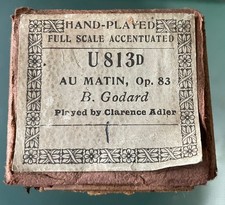 HAND-PLAYED
FULL SCALE ACCENTUATED
U813D
AU MATIN, Op. 83
B. Godard
Played by Clarence Adler